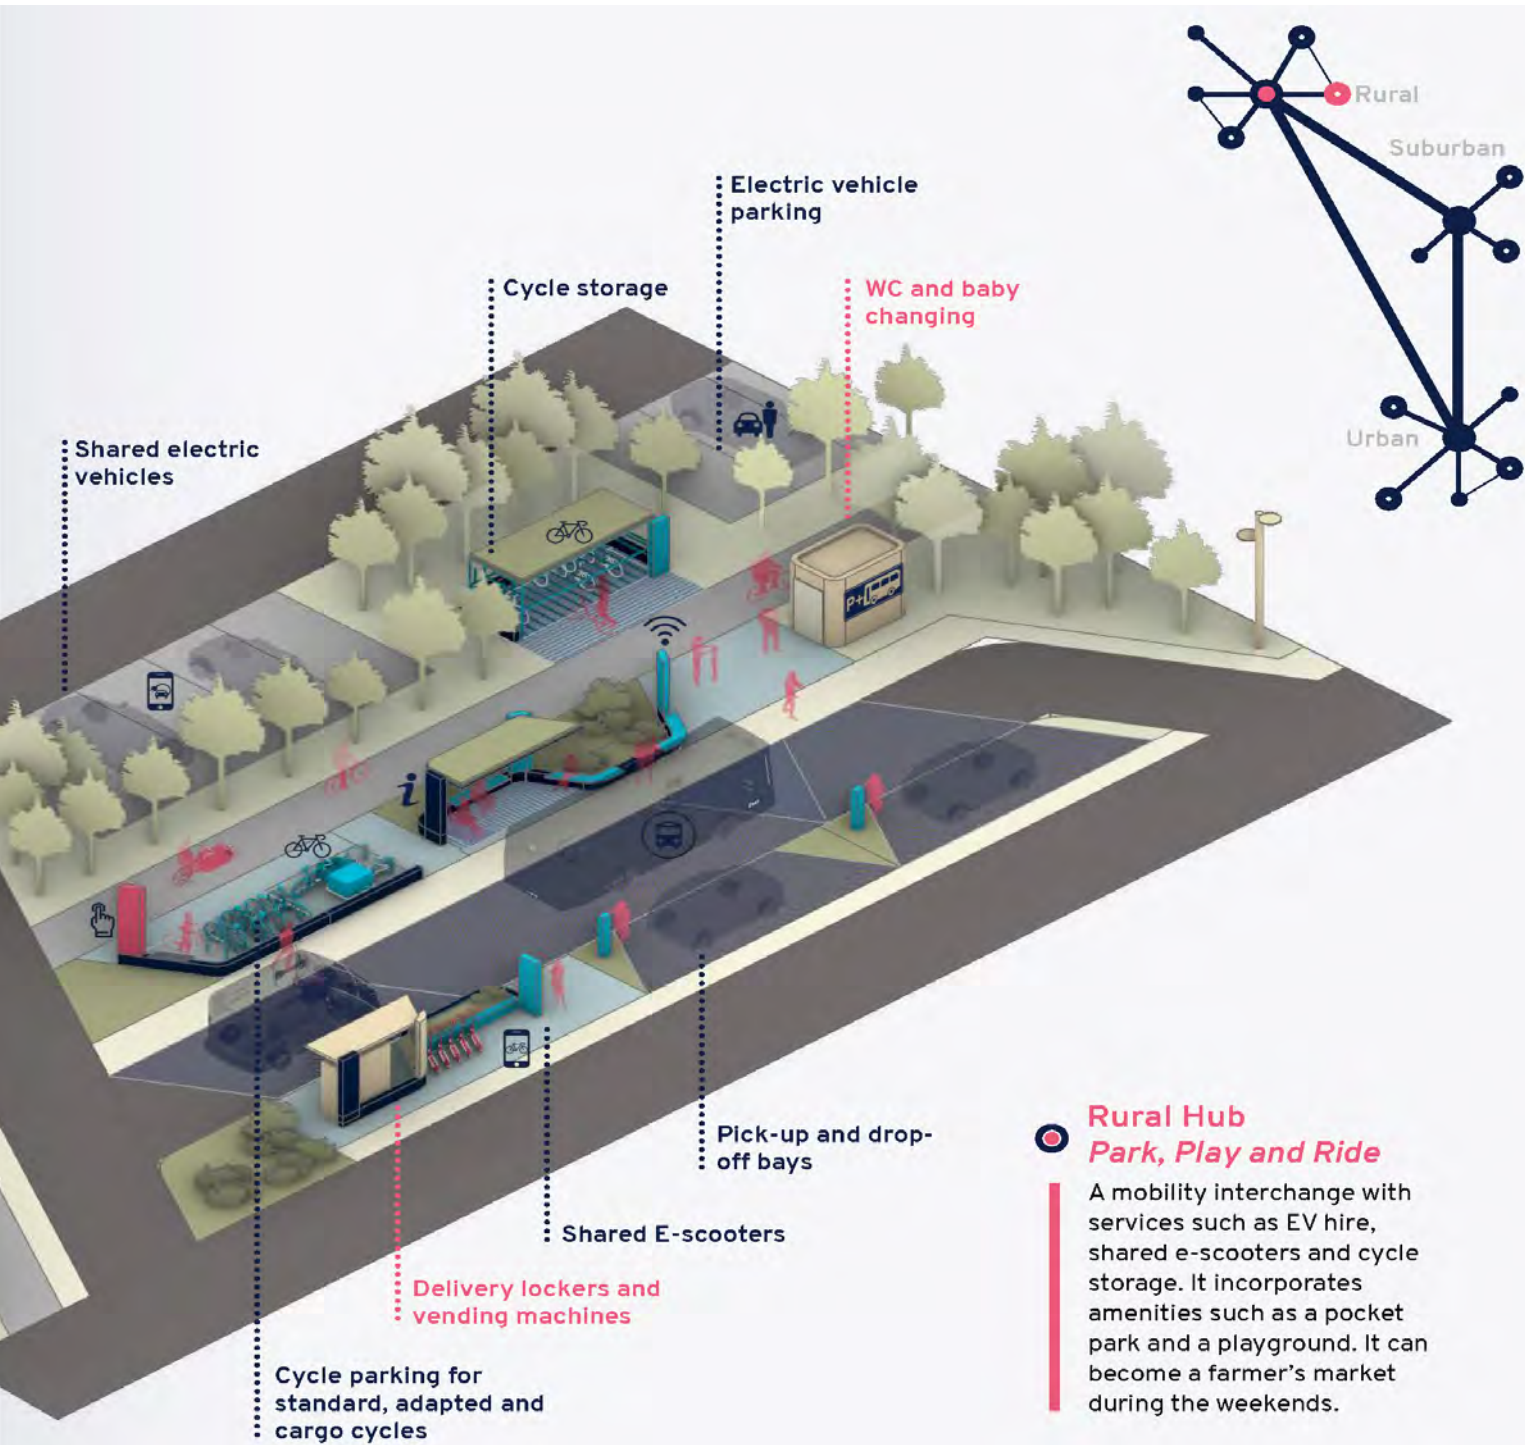 Rural
Suburban
Electric vehicle
parking
Cycle storage
WC and baby
changing
Urban
Shared electric
vehicles
P+
i
Pick-up and drop-
off bays
Shared E-scooters
Delivery lockers and
vending machines
Cycle parking for
standard, adapted and
cargo cycles
Rural Hub
Park, Play and Ride
A mobility interchange with
services such as EV hire,
shared e-scooters and cycle
storage. It incorporates
amenities such as a pocket
park and a playground. It can
become a farmer's market
during the weekends.